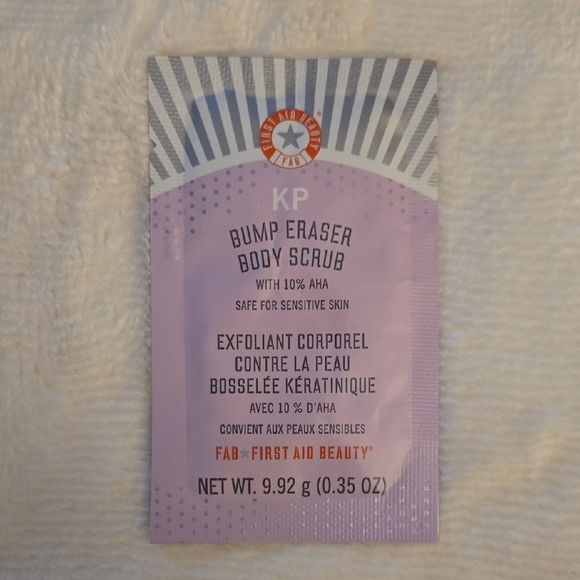 FIRST AID BEAUTY®
FAB
KP
BUMP ERASER
BODY SCRUB
WITH 10% AHA
SAFE FOR SENSITIVE SKIN
EXFOLIANT CORPOREL
CONTRE LA PEAU
BOSSELÉE KÉRATINIQUE
AVEC 10 % D'AHA
CONVIENT AUX PEAUX SENSIBLES
FAB★FIRST AID BEAUTY®
NET WT. 9.92 g (0.35 OZ)